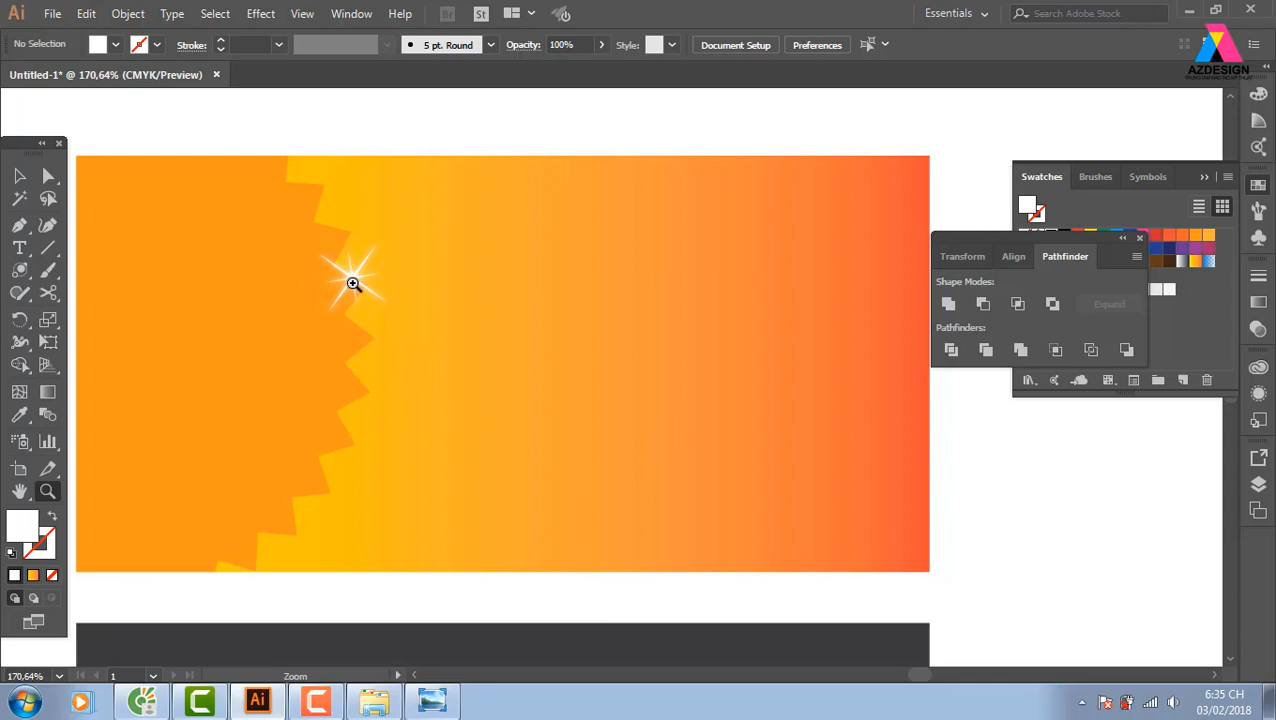 Ai File Edit Object Type Select Effect View Window Help Br St Essentials Search Adobe Stock
No Selection Stroke: 5 pt. Round Opacity: 100% Style: Document Setup Preferences
Untitled-1* @ 170,64% (CMYK/Preview)
AZDESIGN
Swatches Brushes Symbols
Transform Align Pathfinder
Shape Modes:
Expand
Pathfinders:
170,64% 1 Zoom
Ai
6:35 CH
03/02/2018